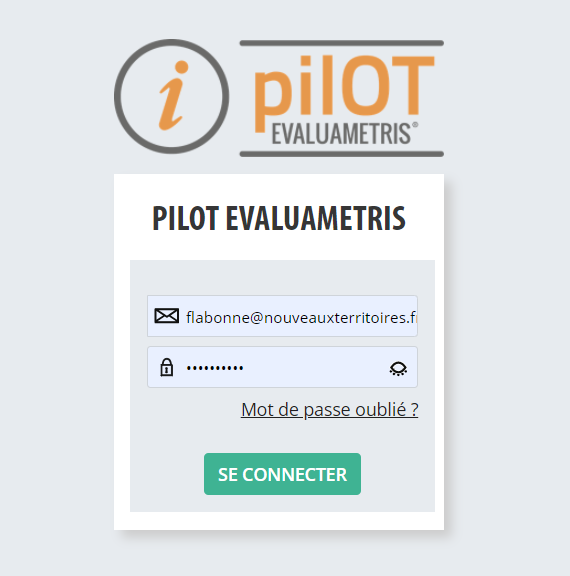 i
pilOT
EVALUAMETRIS®
PILOT EVALUAMETRIS
flabonne@nouveauxterritoires.f
••••••••••
Mot de passe oublié ?
SE CONNECTER